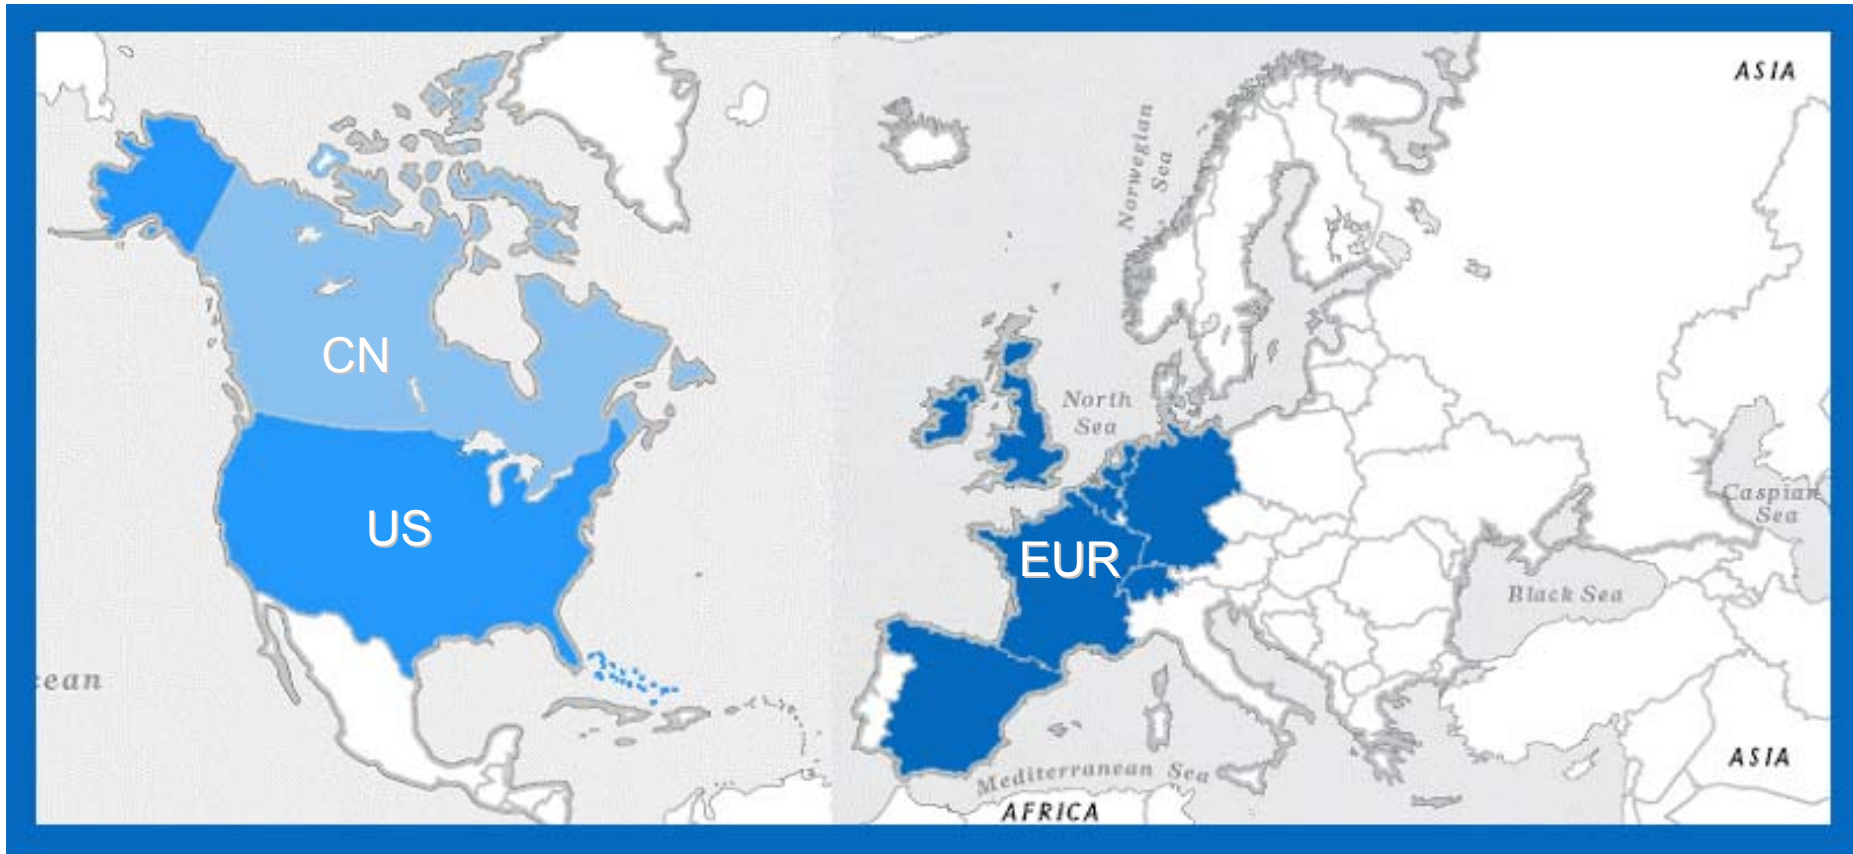 ASIA
Norwegian
Sea
CN
North
Sea
Caspian
Sea
US
EUR
Black Sea
ean
ASIA
Mediterranean Sea
AFRICA